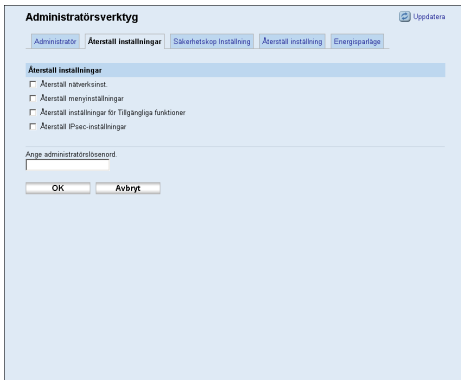 Administratörsverktyg
Uppdatera
Administratör Återställ inställningar Säkerhetskop Inställning Återställ inställning Energisparläge
Återställ inställningar
Återställ nätverksinst.
Återställ menyinställningar
Återställ inställningar för Tillgängliga funktioner
Återställ IPsec-inställningar
Ange administratörslösenord.
OK Avbryt